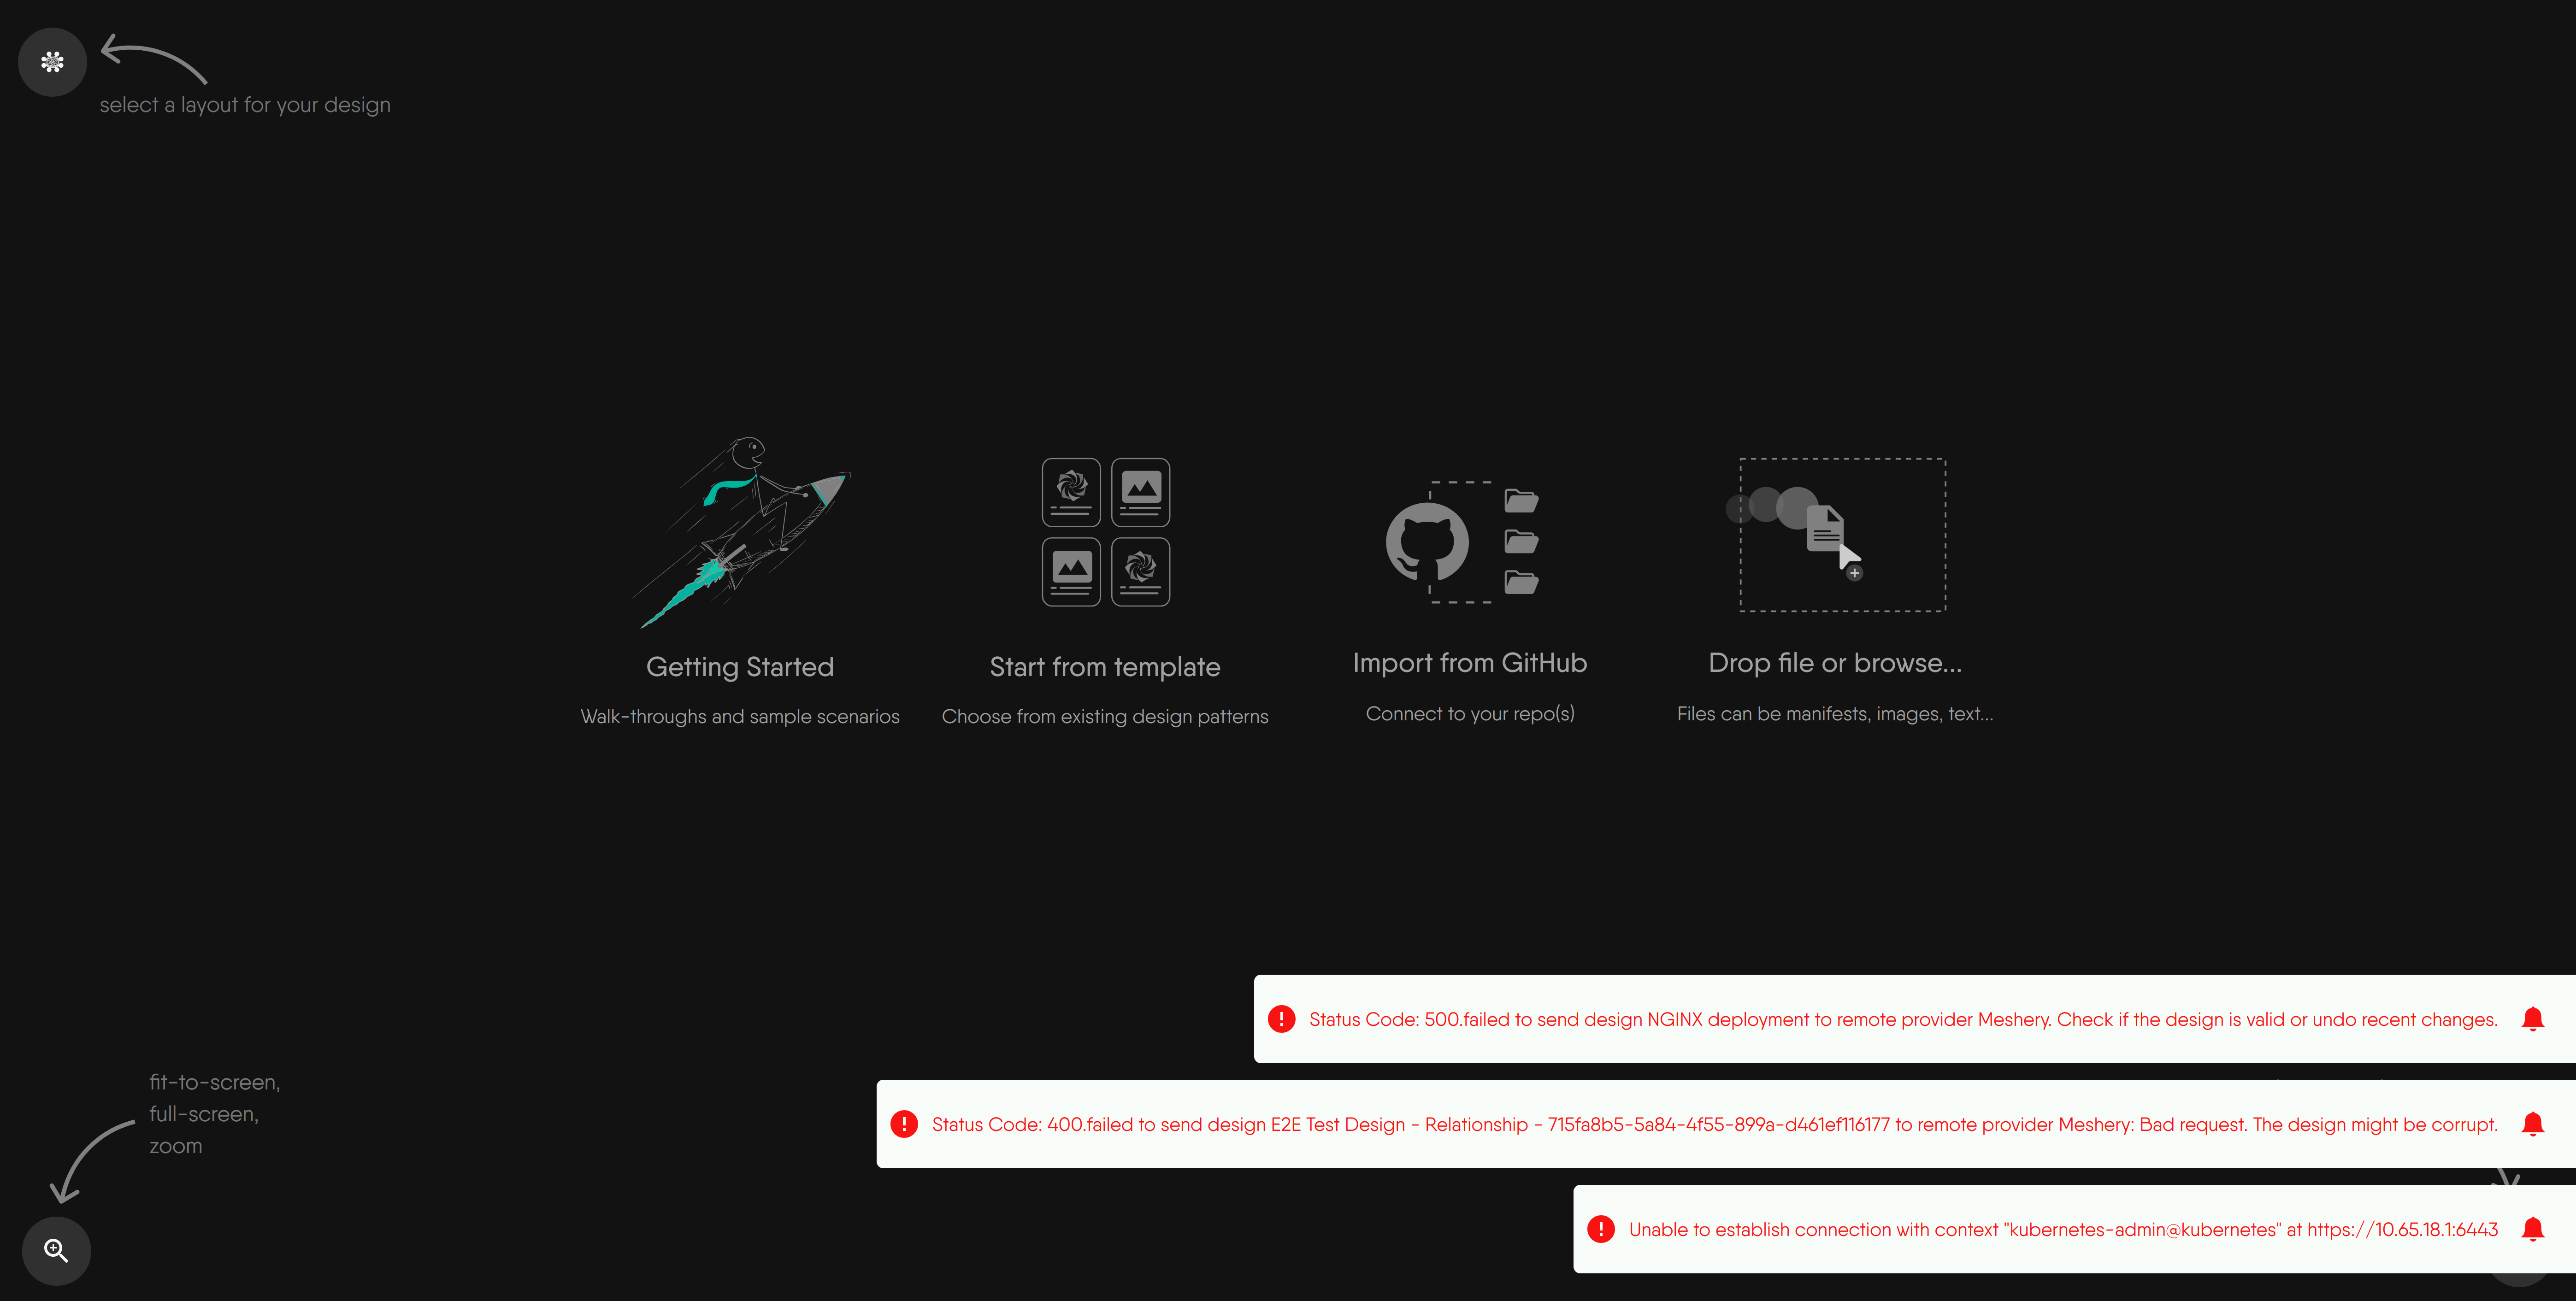 select a layout for your design
Getting Started
Walk-throughs and sample scenarios
Start from template
Choose from existing design patterns
Import from GitHub
Connect to your repo(s)
Drop file or browse...
Files can be manifests, images, text...
Status Code: 500.failed to send design NGINX deployment to remote provider Meshery. Check if the design is valid or undo recent changes.
Status Code: 400.failed to send design E2E Test Design - Relationship - 715fa8b5-5a84-4f55-899a-d461ef116177 to remote provider Meshery: Bad request. The design might be corrupt.
Unable to establish connection with context "kubernetes-admin@kubernetes" at https://10.65.18.1:6443
fit-to-screen,
full-screen,
zoom